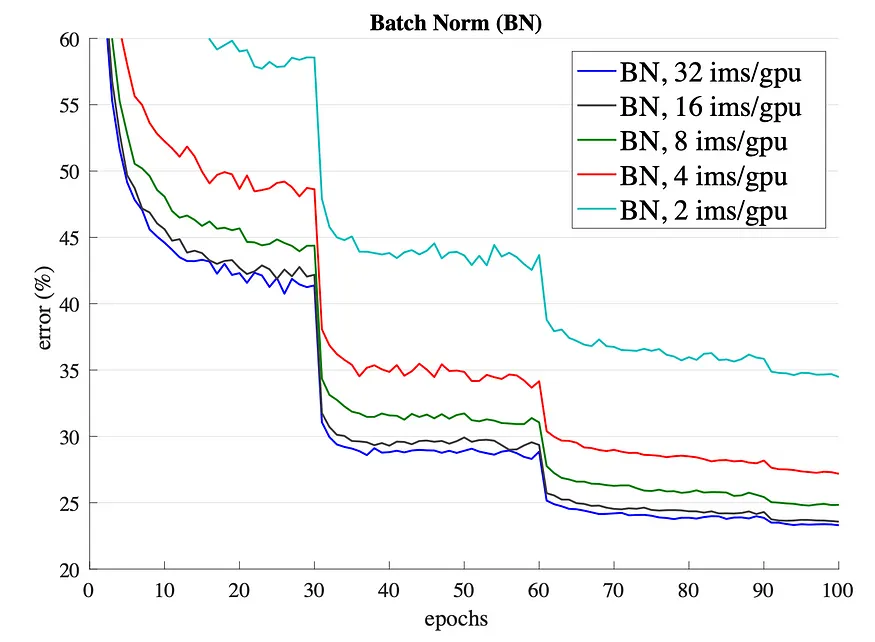 Batch Norm (BN)
60
55
50
45
40
35
30
25
20
error (%)
BN, 32 ims/gpu
BN, 16 ims/gpu
BN, 8 ims/gpu
BN, 4 ims/gpu
BN, 2 ims/gpu
0 10 20 30 40 50 60 70 80 90 100
epochs